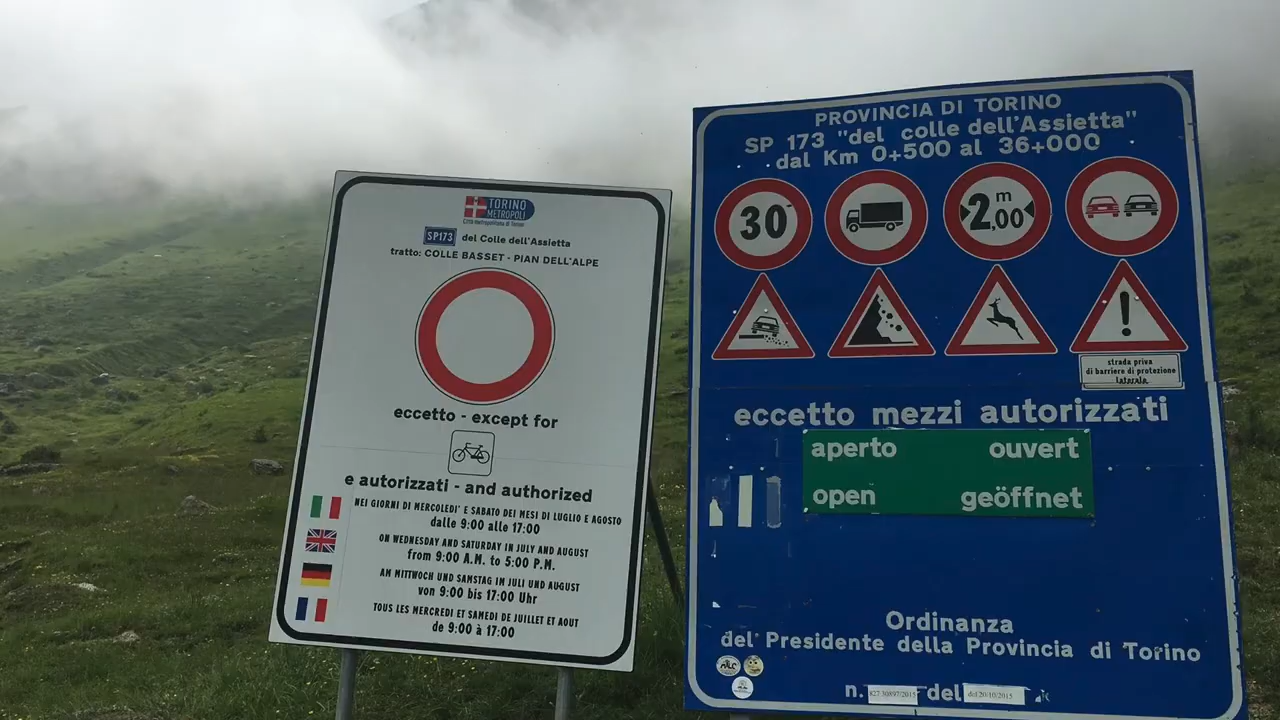 TORINO
METROPOLI
Città metropolitana di Torino
SP173 del Colle dell'Assietta
tratto: COLLE BASSET - PIAN DELL'ALPE
eccetto - except for
e autorizzati - and authorized
NEI GIORNI DI MERCOLEDI' E SABATO DEI MESI DI LUGLIO E AGOSTO
dalle 9:00 alle 17:00
ON WEDNESDAY AND SATURDAY IN JULY AND AUGUST
from 9:00 A.M. to 5:00 P.M.
AM MITTWOCH UND SAMSTAG IN JULI UND AUGUST
von 9:00 bis 17:00 Uhr
TOUS LES MERCREDI ET SAMEDI DE JUILLET ET AOUT
de 9:00 à 17:00
PROVINCIA DI TORINO
SP 173 "del colle dell'Assietta"
dal Km 0+500 al 36+000
30
2,00 m
strada priva
di barriere di protezione
laterale
eccetto mezzi autorizzati
aperto ouvert
open geöffnet
Ordinanza
del Presidente della Provincia di Torino
n. del 20/10/2015